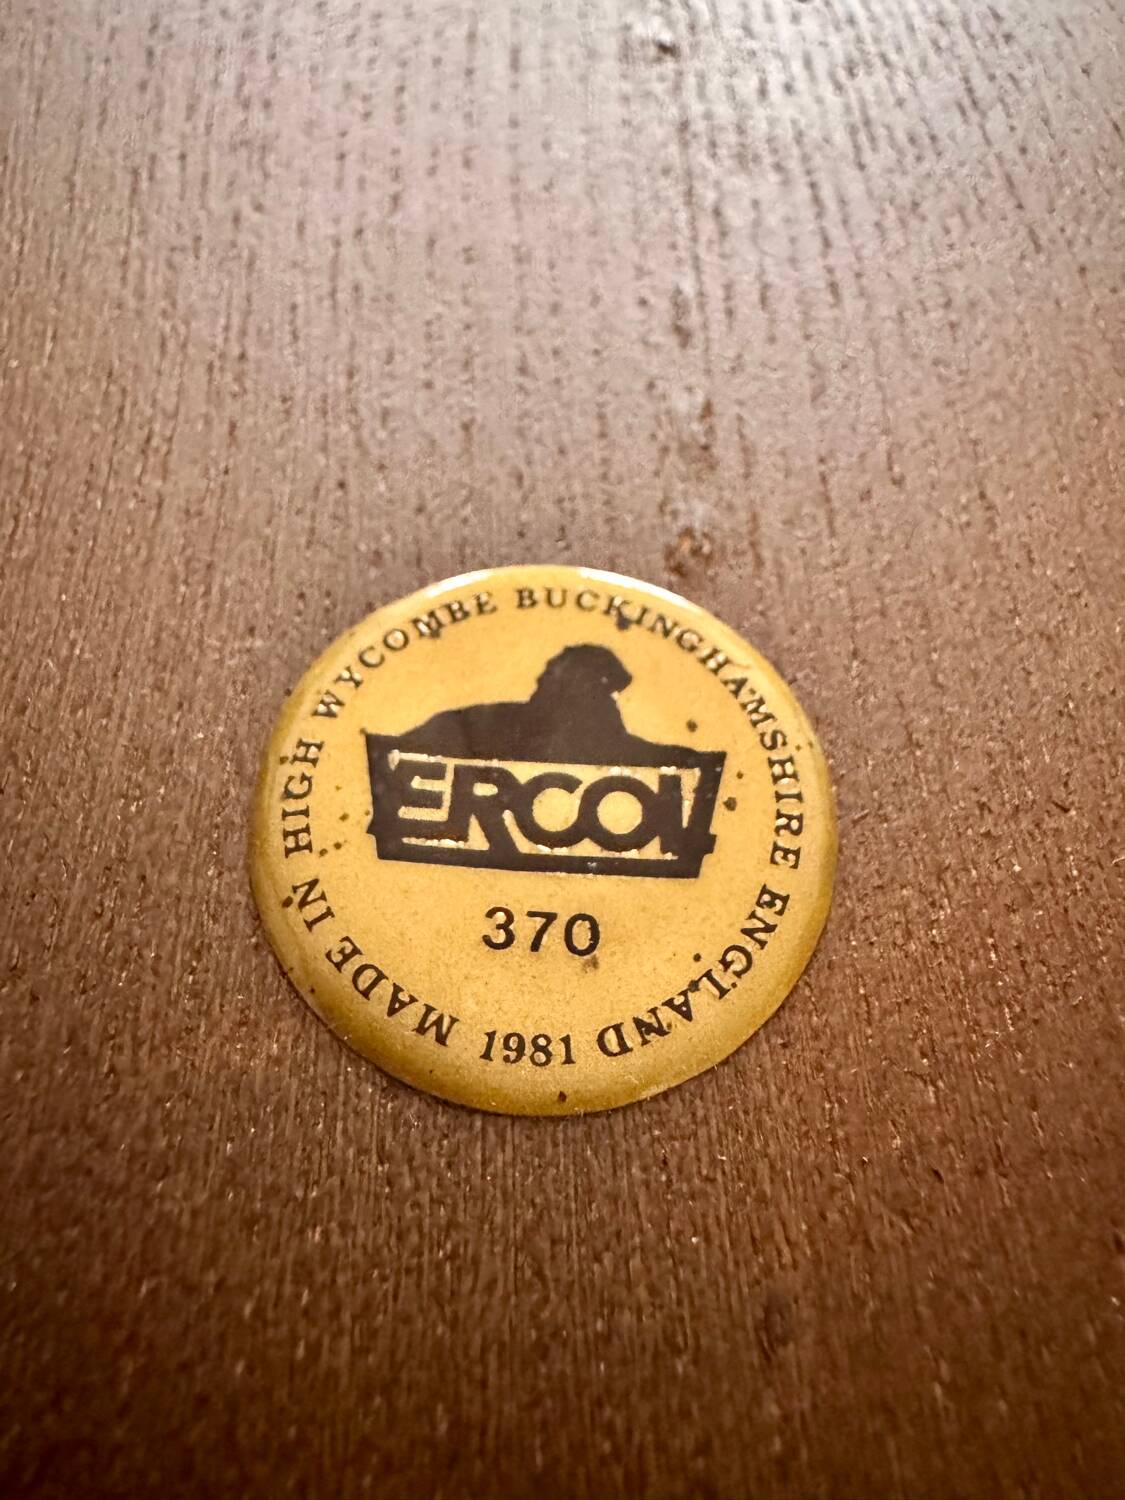 MADE IN HIGH WYCOMBE BUCKINGHAMSHIRE ENGLAND
ERCOL
370
1981